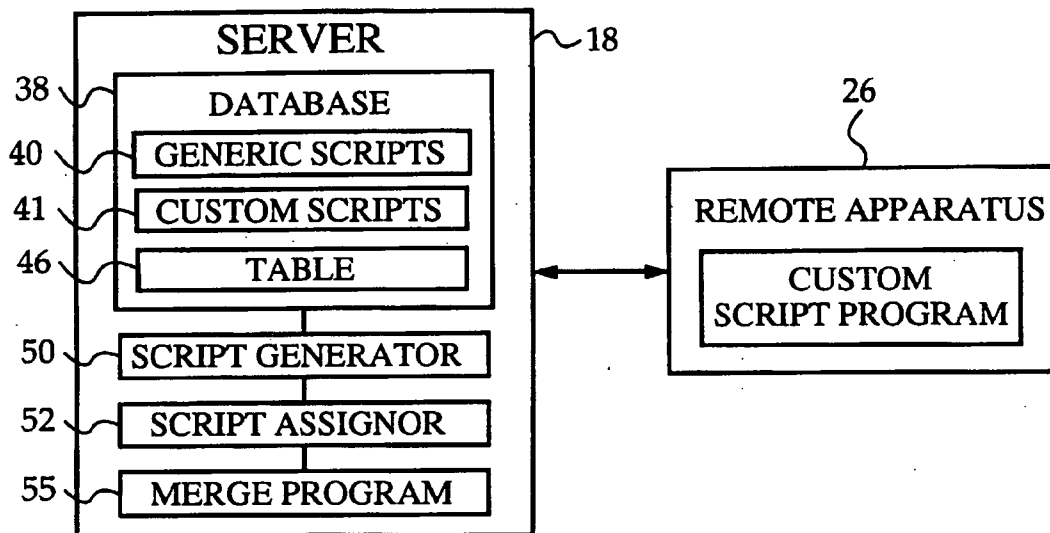 SERVER
18
38
DATABASE
40
GENERIC SCRIPTS
41
CUSTOM SCRIPTS
46
TABLE
50
SCRIPT GENERATOR
52
SCRIPT ASSIGNOR
55
MERGE PROGRAM
26
REMOTE APPARATUS
CUSTOM
SCRIPT PROGRAM